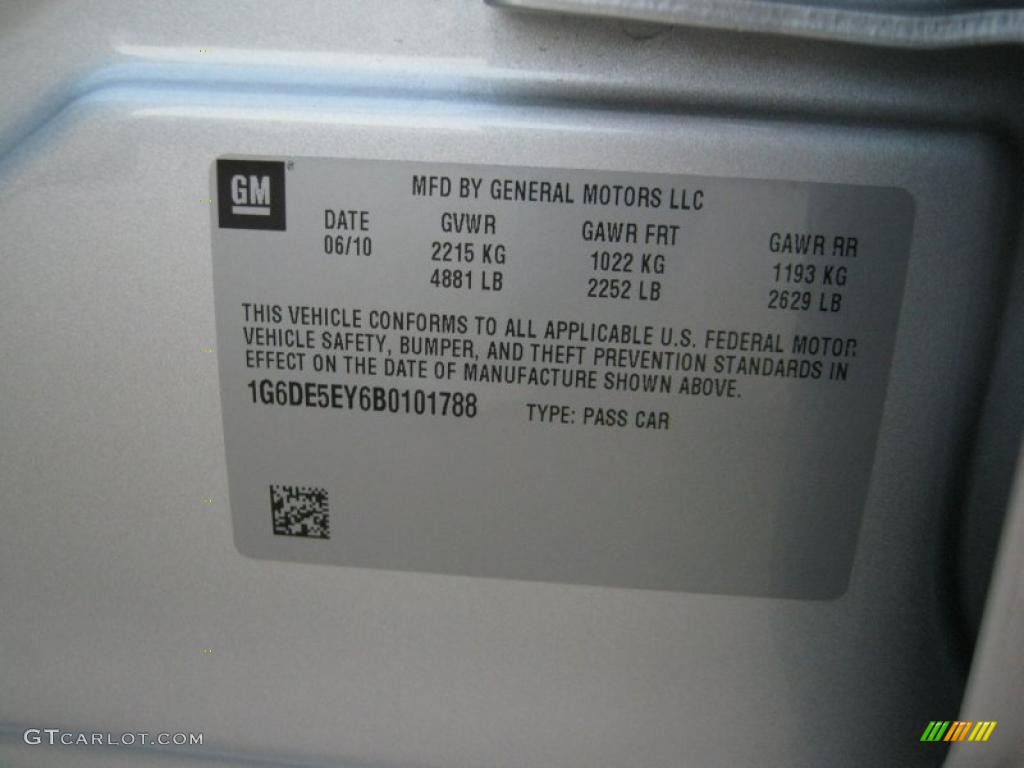 GM
MFD BY GENERAL MOTORS LLC
DATE GVWR GAWR FRT GAWR RR
06/10 2215 KG 1022 KG 1193 KG
4881 LB 2252 LB 2629 LB
THIS VEHICLE CONFORMS TO ALL APPLICABLE U.S. FEDERAL MOTOR
VEHICLE SAFETY, BUMPER, AND THEFT PREVENTION STANDARDS IN
EFFECT ON THE DATE OF MANUFACTURE SHOWN ABOVE.
1G6DE5EY6B0101788 TYPE: PASS CAR
GTCARLOT.COM